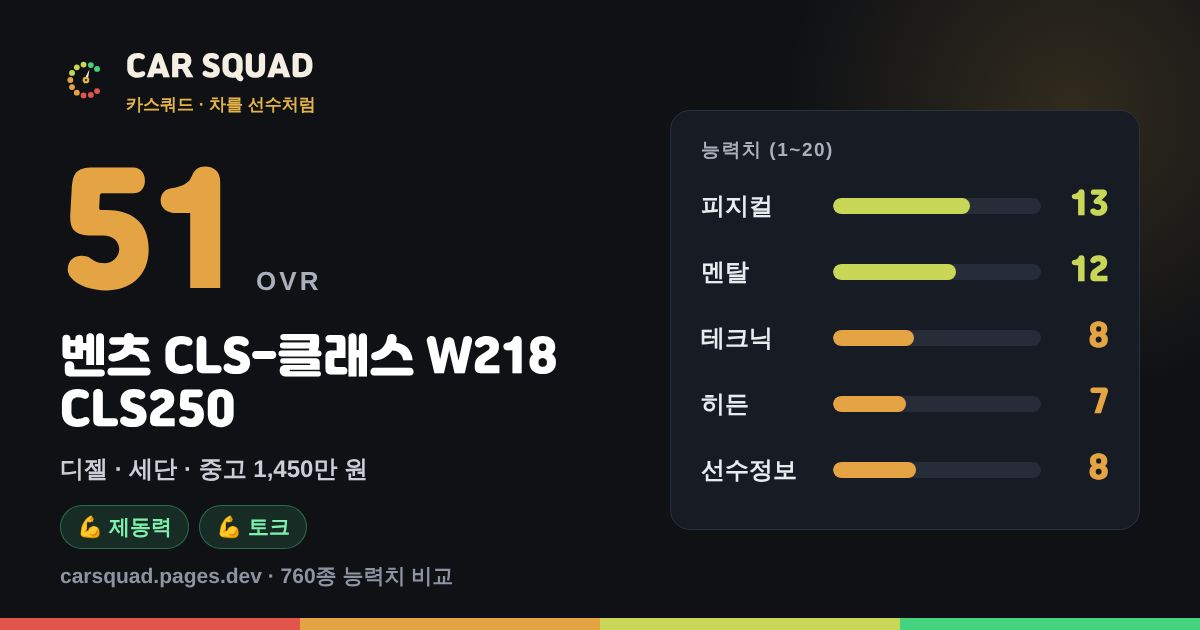 CAR SQUAD
카스쿼드 · 차를 선수처럼
51 OVR
벤츠 CLS-클래스 W218
CLS250
디젤 · 세단 · 중고 1,450만 원
💪 제동력 💪 토크
carsquad.pages.dev · 760종 능력치 비교
능력치 (1~20)
피지컬 13
멘탈 12
테크닉 8
히든 7
선수정보 8